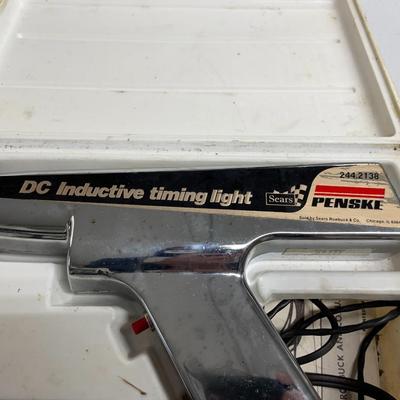 DC Inductive timing light
Sears
244.2138
PENSKE
Sold by Sears Roebuck & Co. Chicago, IL